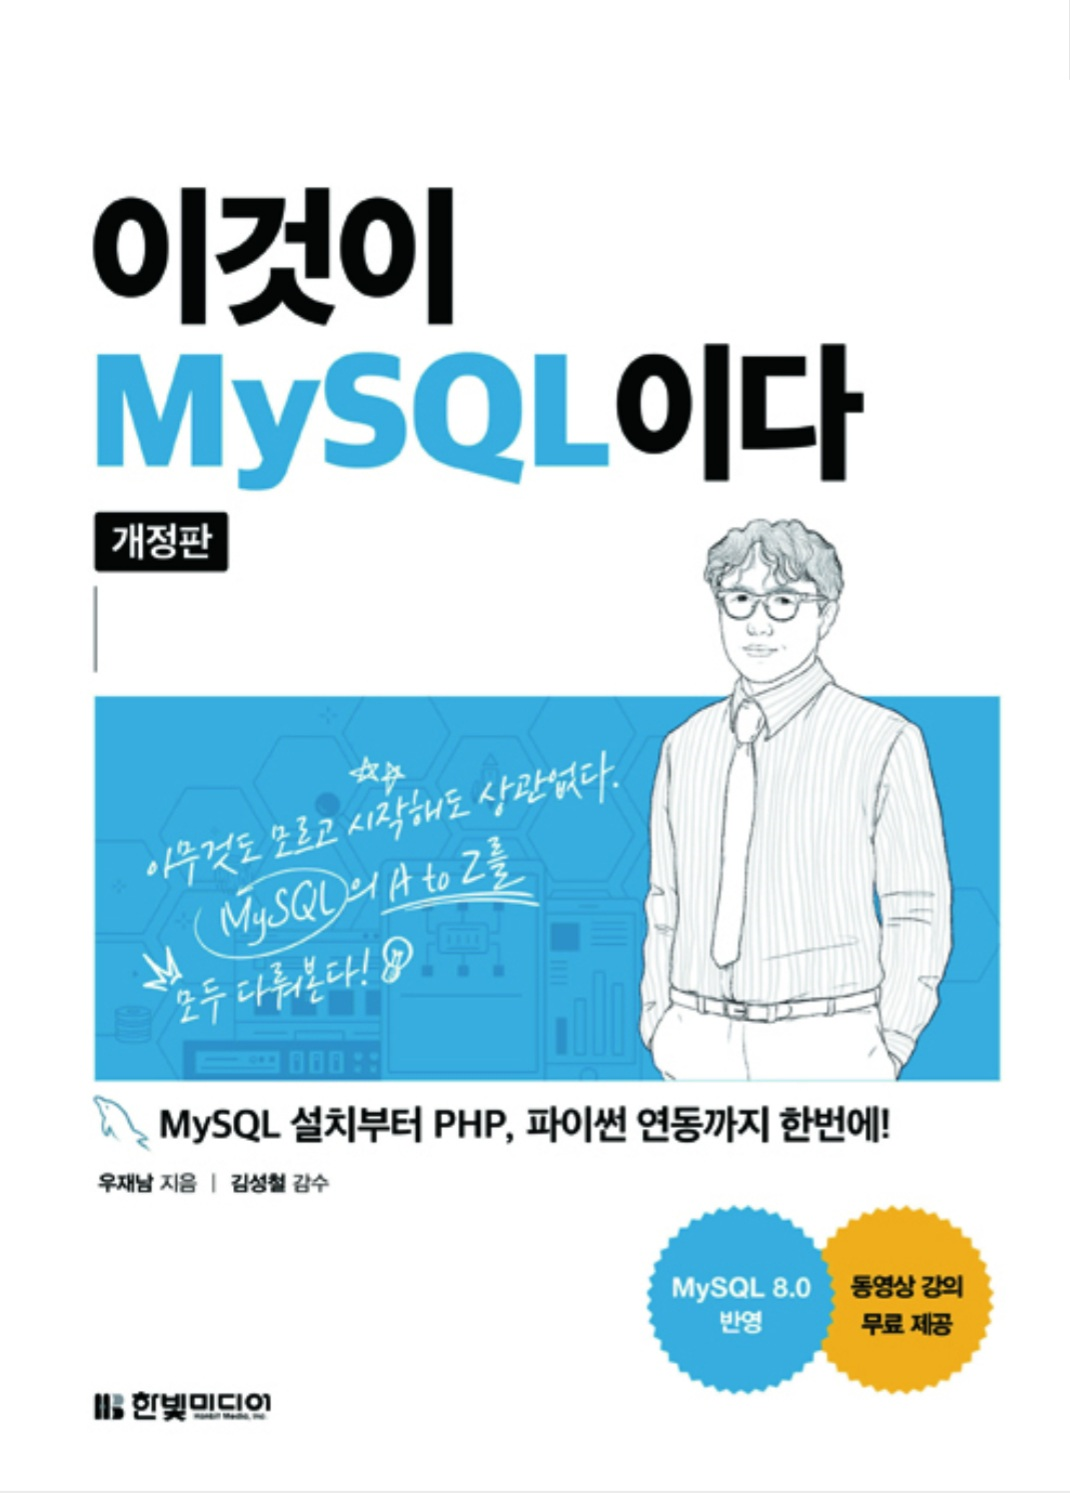 이것이
MySQL이다
개정판
아무것도 모르고 시작해도 상관없다.
MySQL의 A to Z를
모두 다뤄본다!
MySQL 설치부터 PHP, 파이썬 연동까지 한번에!
우재남 지음 | 김성철 감수
MySQL 8.0
반영
동영상 강의
무료 제공
한빛미디어
Hanbit Media, Inc.